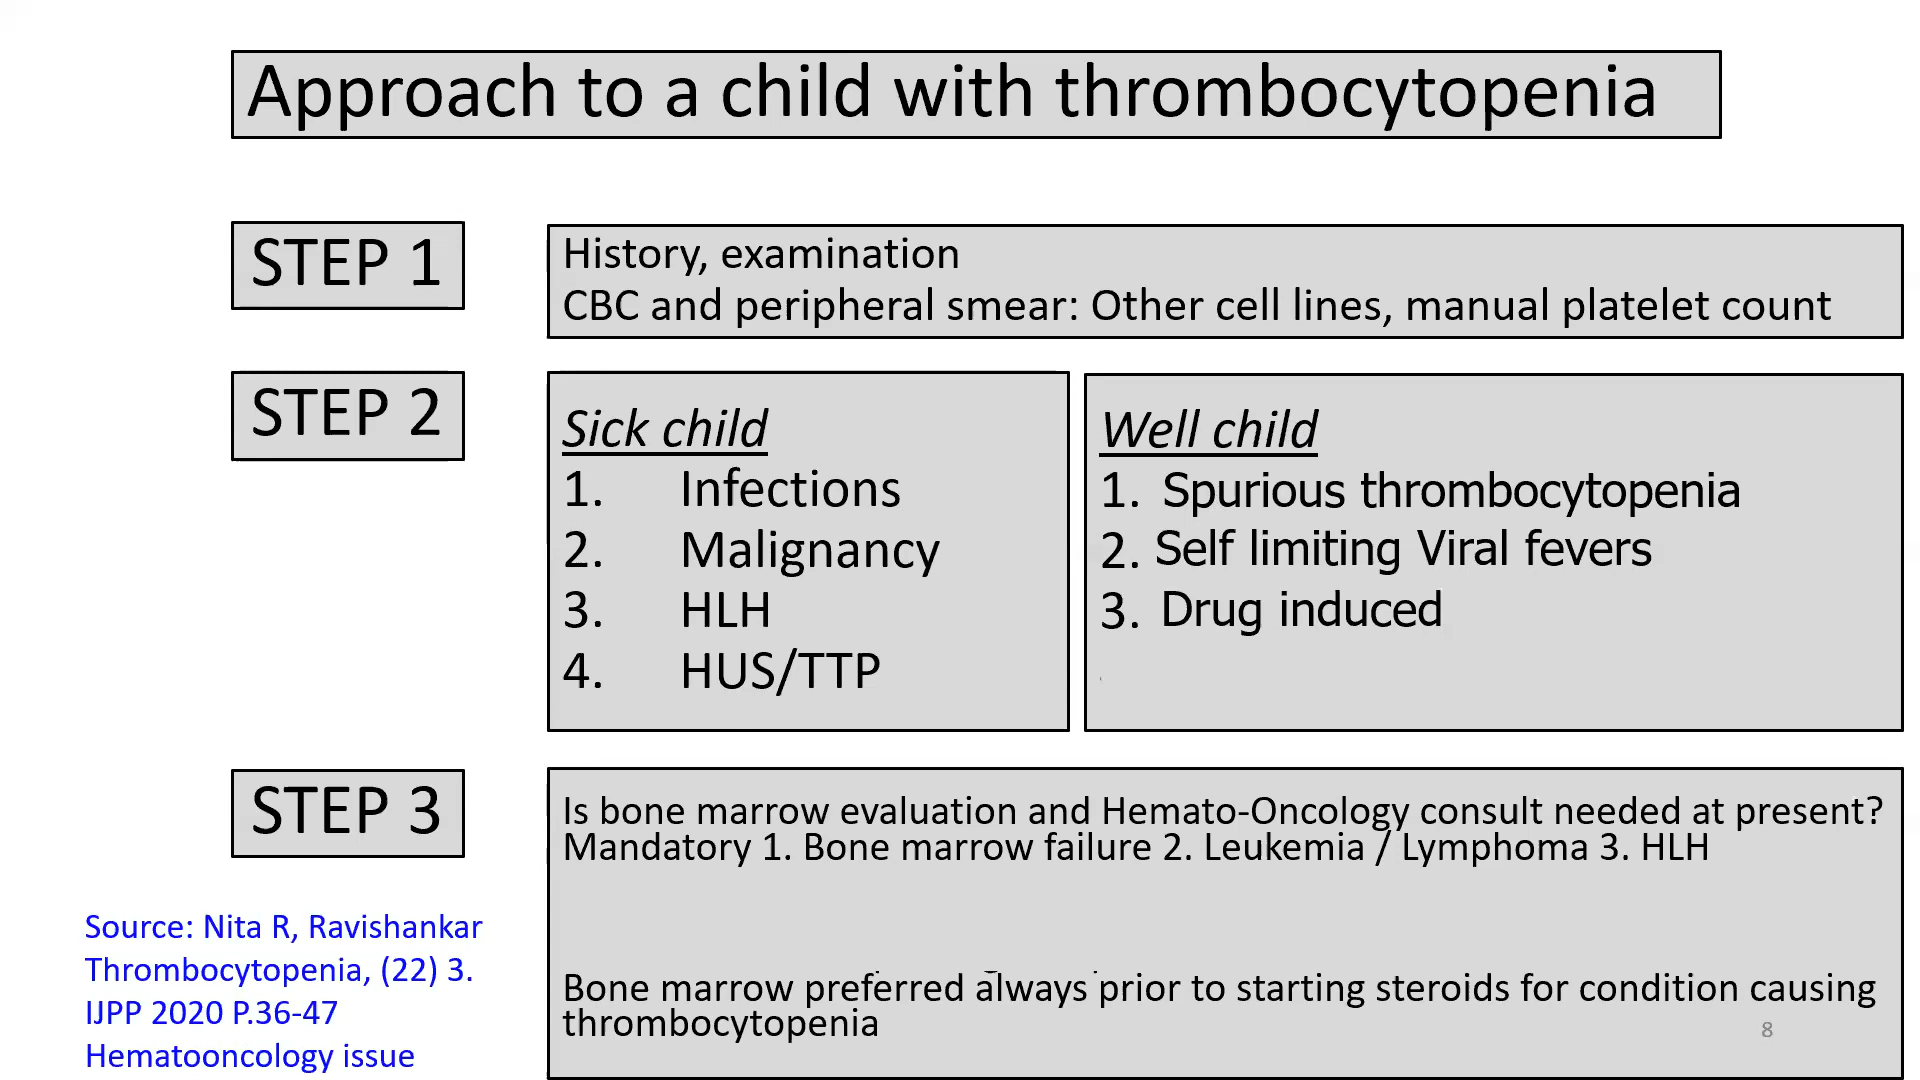 Approach to a child with thrombocytopenia
STEP 1
History, examination
CBC and peripheral smear: Other cell lines, manual platelet count
STEP 2
Sick child
1. Infections
2. Malignancy
3. HLH
4. HUS/TTP
Well child
1. Spurious thrombocytopenia
2. Self limiting Viral fevers
3. Drug induced
STEP 3
Is bone marrow evaluation and Hemato-Oncology consult needed at present?
Mandatory 1. Bone marrow failure 2. Leukemia / Lymphoma 3. HLH
Bone marrow preferred always prior to starting steroids for condition causing
thrombocytopenia
Source: Nita R, Ravishankar
Thrombocytopenia, (22) 3.
IJPP 2020 P.36-47
Hematooncology issue
8